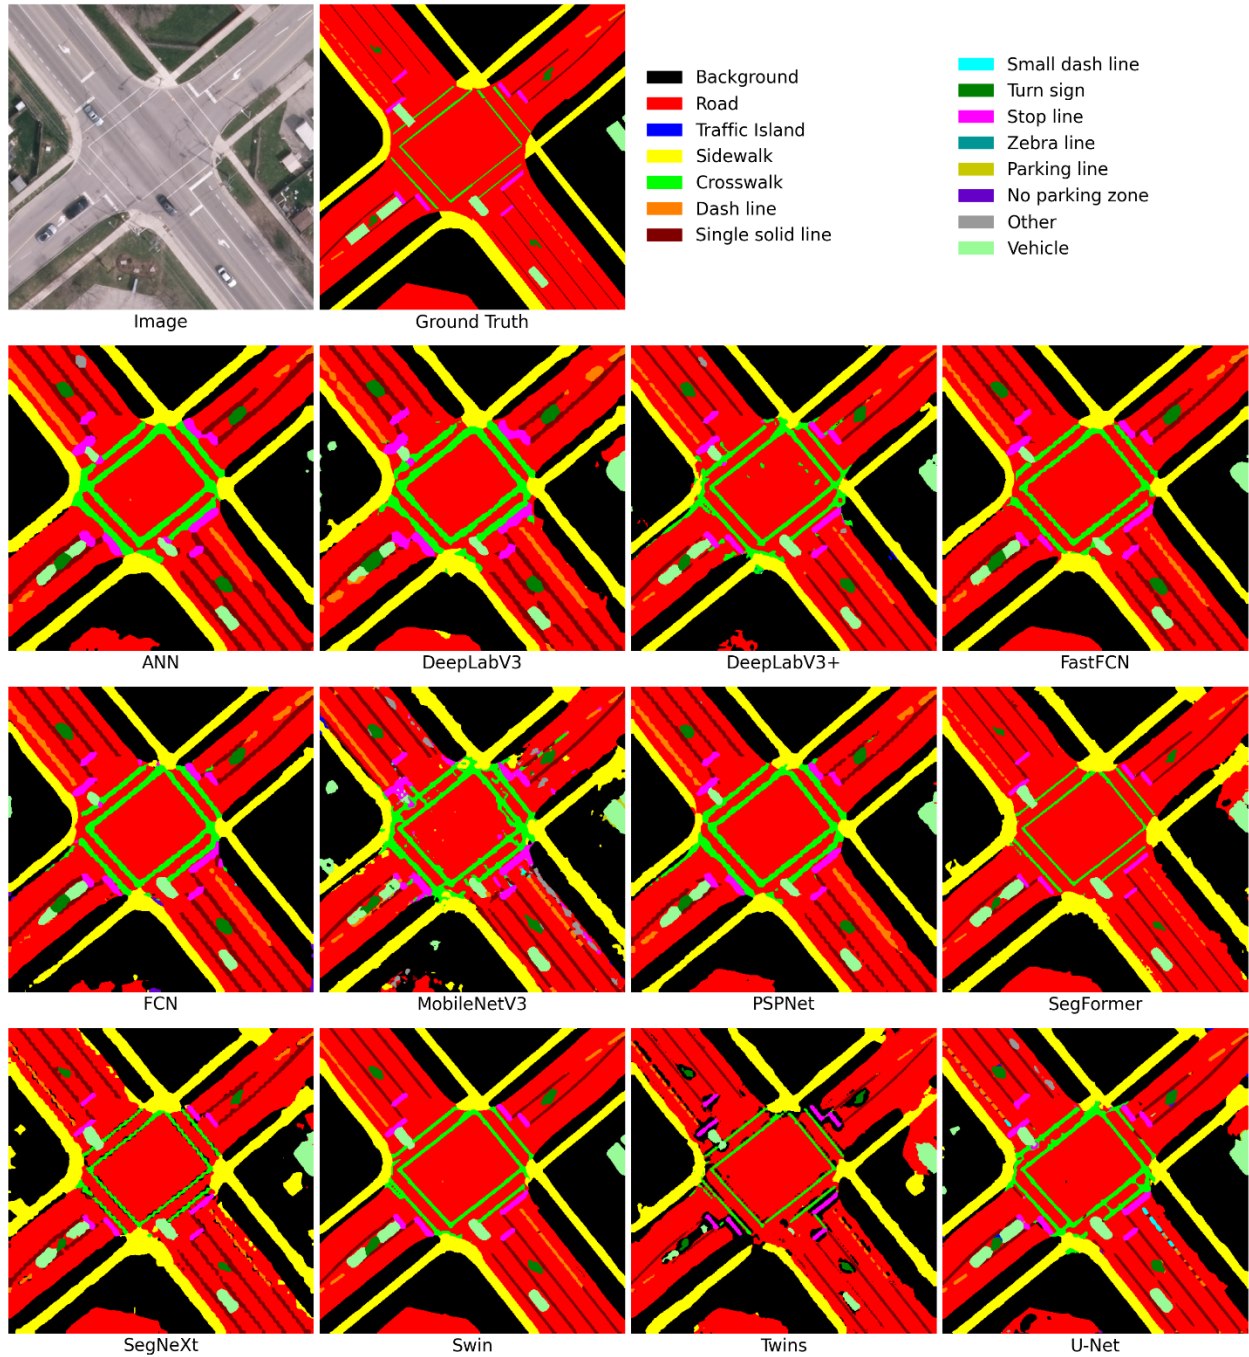 Background
Road
Traffic Island
Sidewalk
Crosswalk
Dash line
Single solid line
Small dash line
Turn sign
Stop line
Zebra line
Parking line
No parking zone
Other
Vehicle
Image
Ground Truth
ANN
DeepLabV3
DeepLabV3+
FastFCN
FCN
MobileNetV3
PSPNet
SegFormer
SegNeXt
Swin
Twins
U-Net